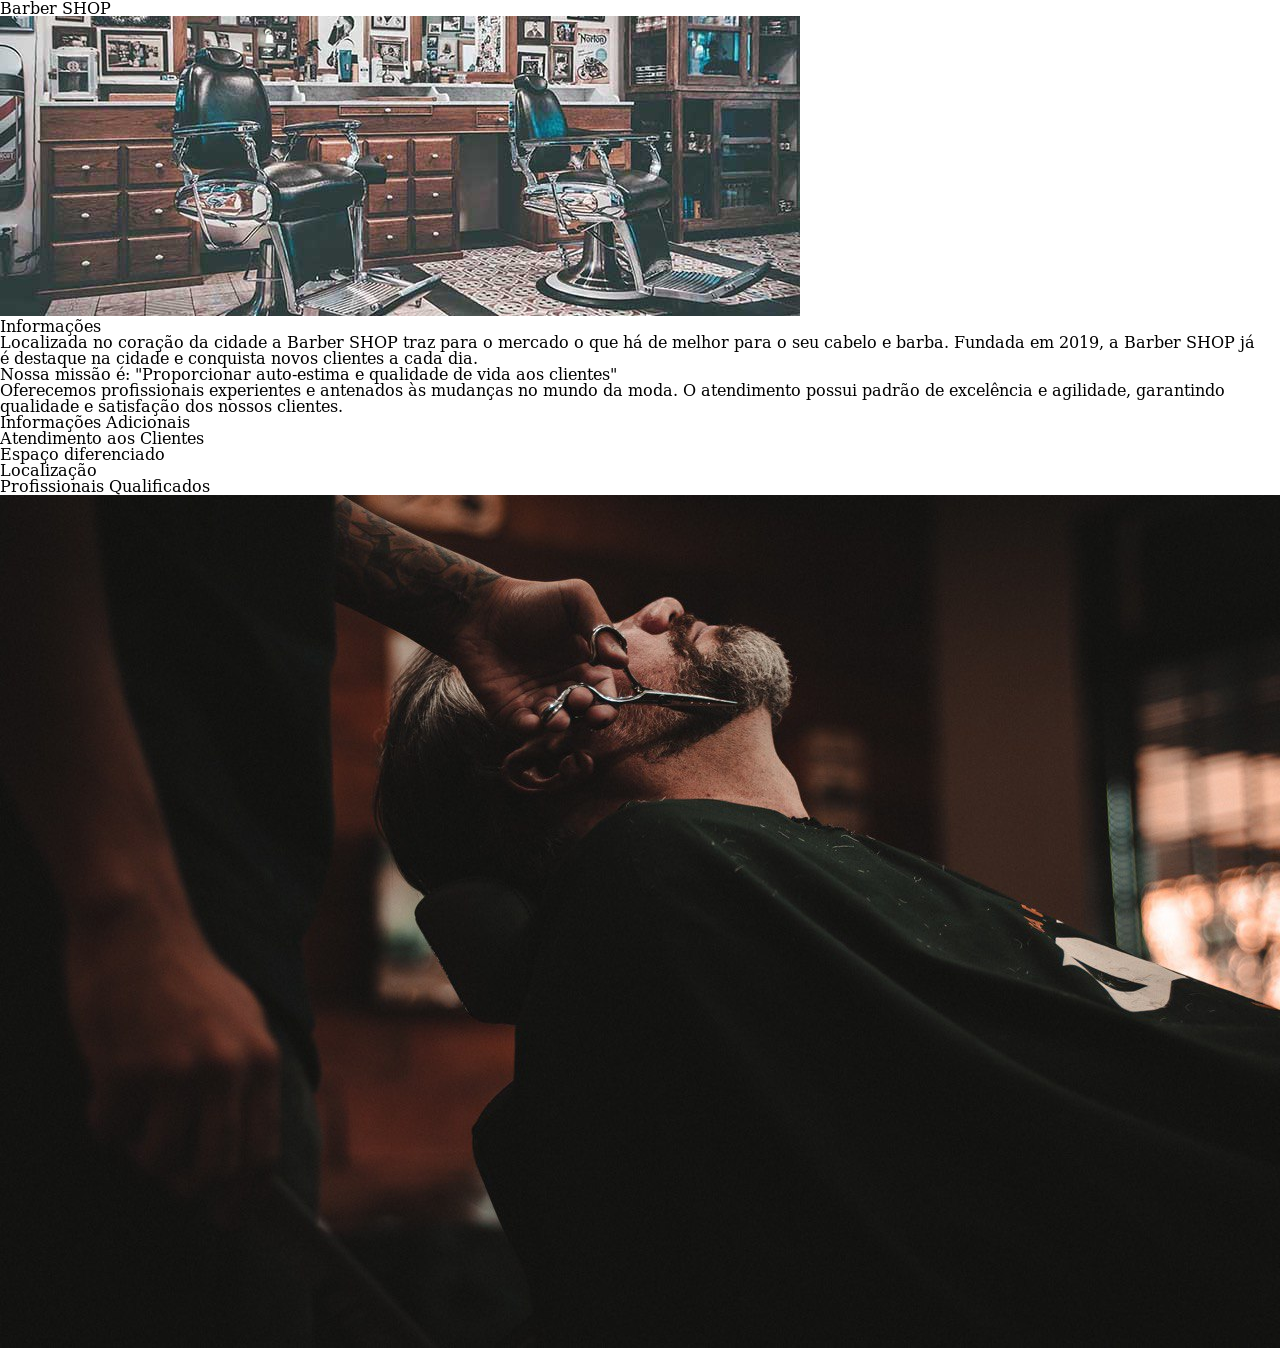 Barber SHOP
Norton
Informações
Localizada no coração da cidade a Barber SHOP traz para o mercado o que há de melhor para o seu cabelo e barba. Fundada em 2019, a Barber SHOP já
é destaque na cidade e conquista novos clientes a cada dia.
Nossa missão é: "Proporcionar auto-estima e qualidade de vida aos clientes"
Oferecemos profissionais experientes e antenados às mudanças no mundo da moda. O atendimento possui padrão de excelência e agilidade, garantindo
qualidade e satisfação dos nossos clientes.
Informações Adicionais
Atendimento aos Clientes
Espaço diferenciado
Localização
Profissionais Qualificados